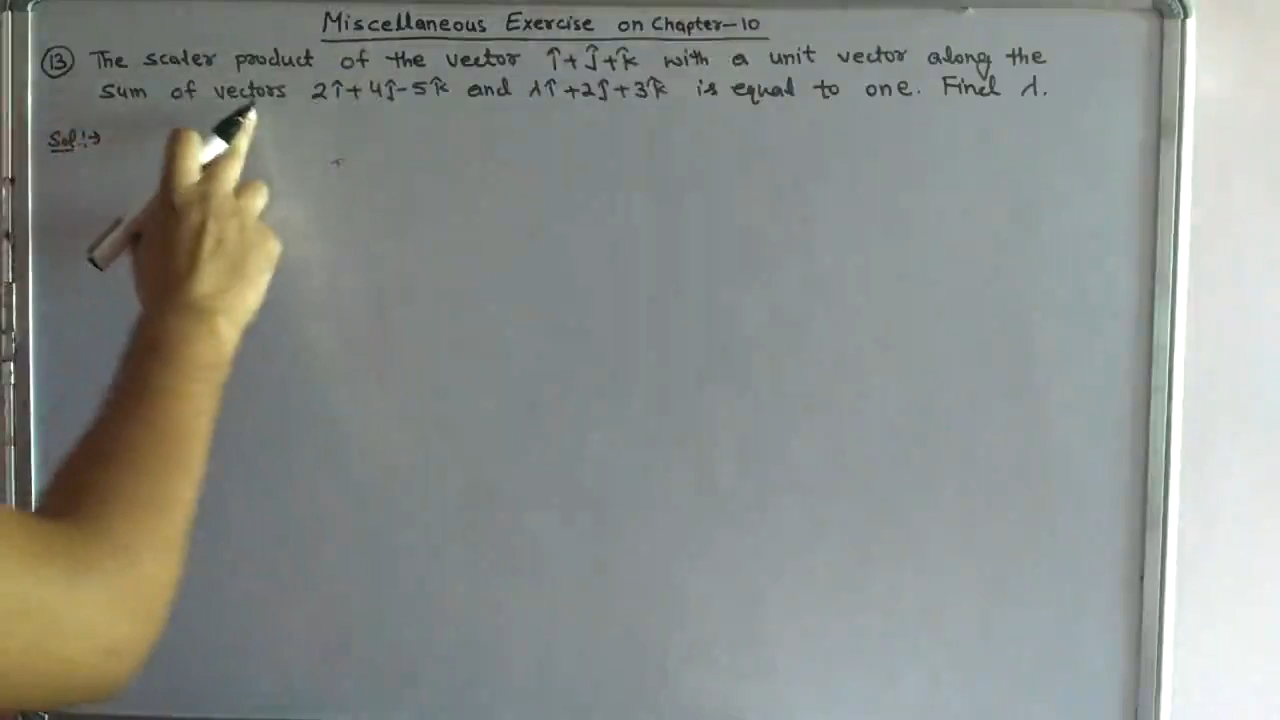 Miscellaneous Exercise on Chapter-10
(13) The scaler product of the vector î+ĵ+k̂ with a unit vector along the
sum of vectors 2î+4ĵ-5k̂ and λî+2ĵ+3k̂ is equal to one. Find λ.
Sol!:→